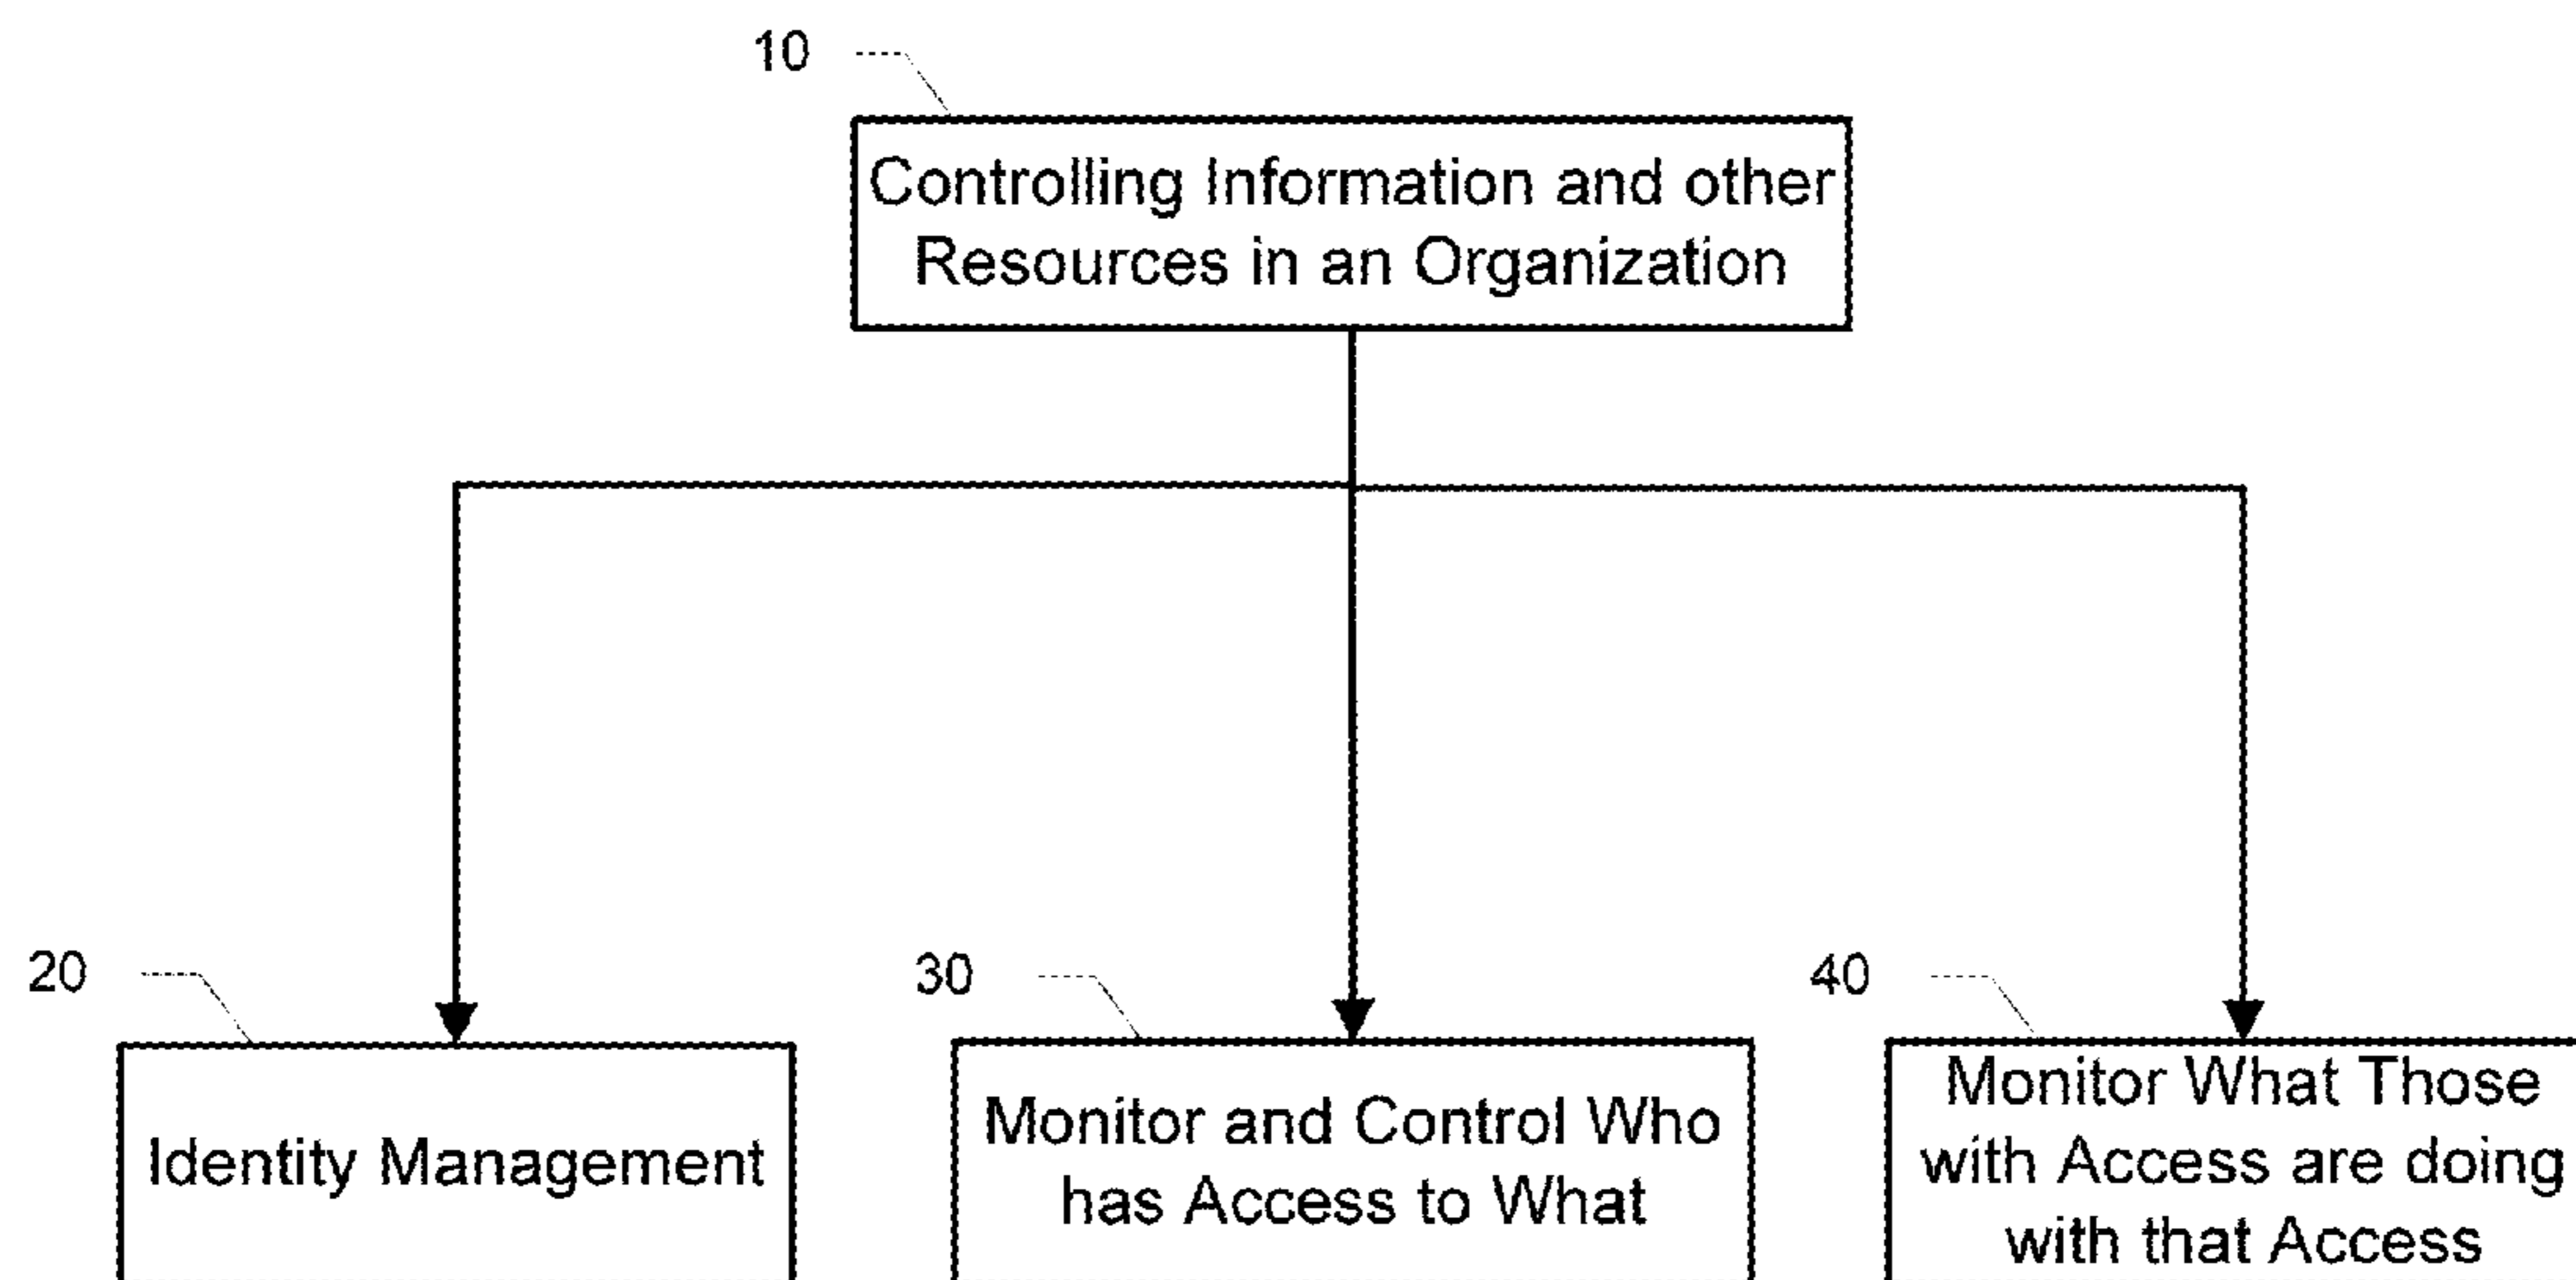 10
Controlling Information and other
Resources in an Organization
20
Identity Management
30
Monitor and Control Who
has Access to What
40
Monitor What Those
with Access are doing
with that Access